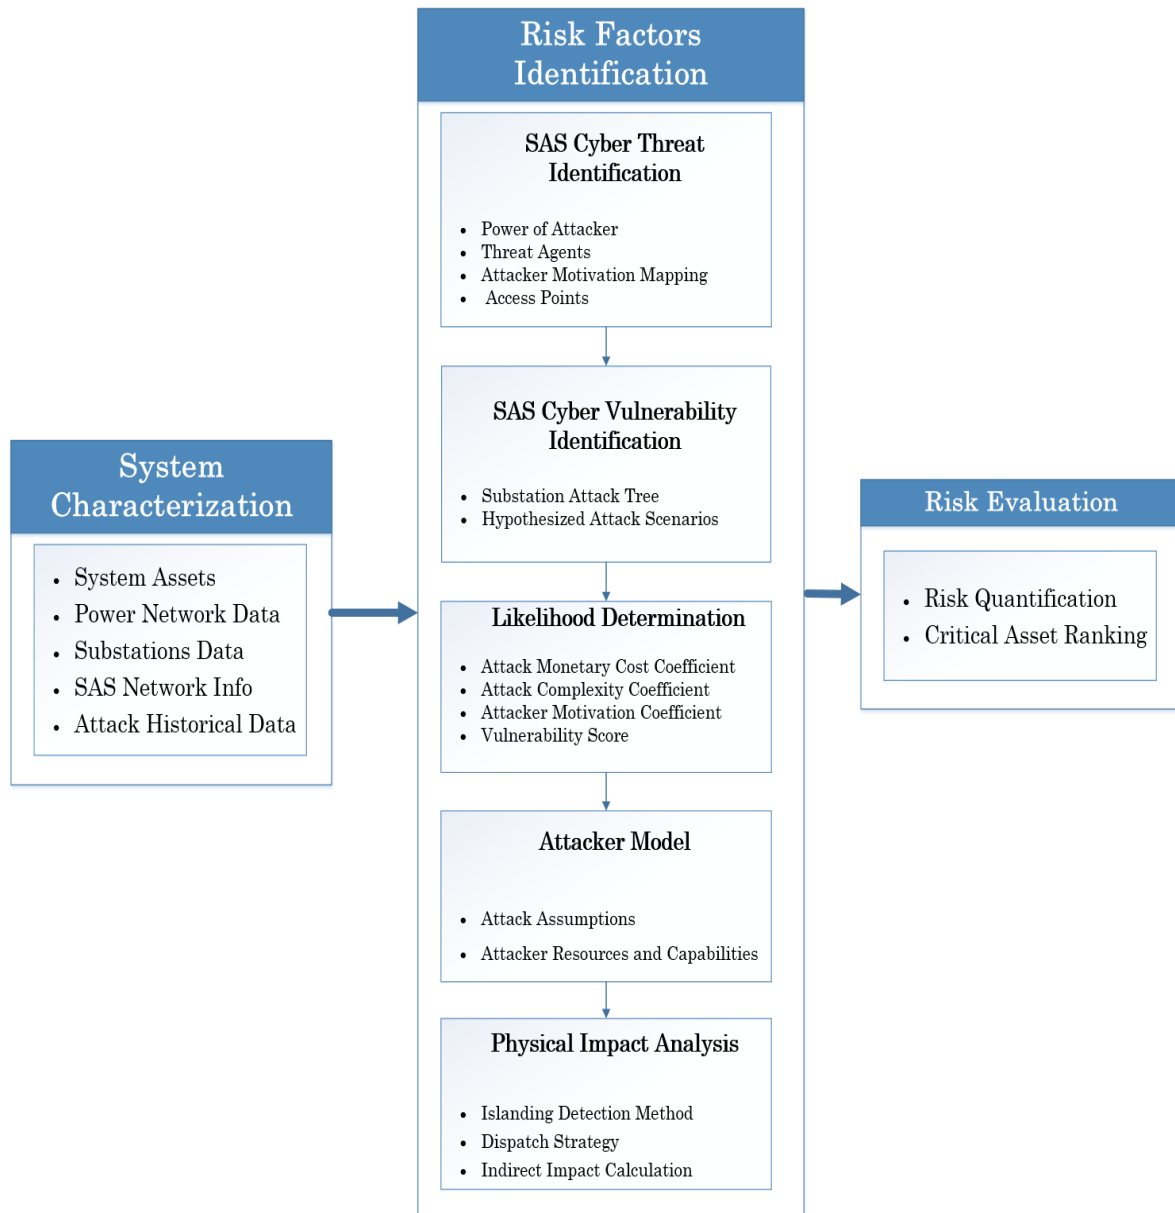 System
Characterization
• System Assets
• Power Network Data
• Substations Data
• SAS Network Info
• Attack Historical Data
Risk Factors
Identification
SAS Cyber Threat
Identification
• Power of Attacker
• Threat Agents
• Attacker Motivation Mapping
• Access Points
SAS Cyber Vulnerability
Identification
• Substation Attack Tree
• Hypothesized Attack Scenarios
Likelihood Determination
• Attack Monetary Cost Coefficient
• Attack Complexity Coefficient
• Attacker Motivation Coefficient
• Vulnerability Score
Attacker Model
• Attack Assumptions
• Attacker Resources and Capabilities
Physical Impact Analysis
• Islanding Detection Method
• Dispatch Strategy
• Indirect Impact Calculation
Risk Evaluation
• Risk Quantification
• Critical Asset Ranking